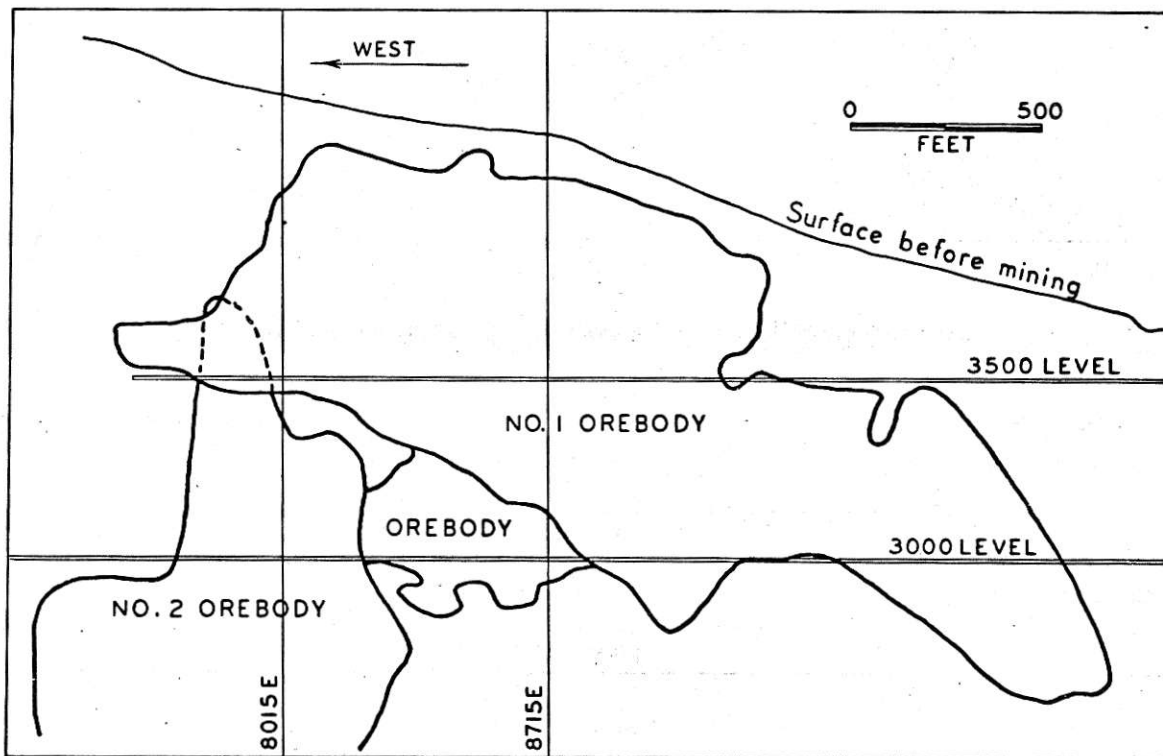 WEST
0 500
FEET
Surface before mining
3500 LEVEL
NO. 1 OREBODY
OREBODY
3000 LEVEL
NO. 2 OREBODY
8015E
8715E